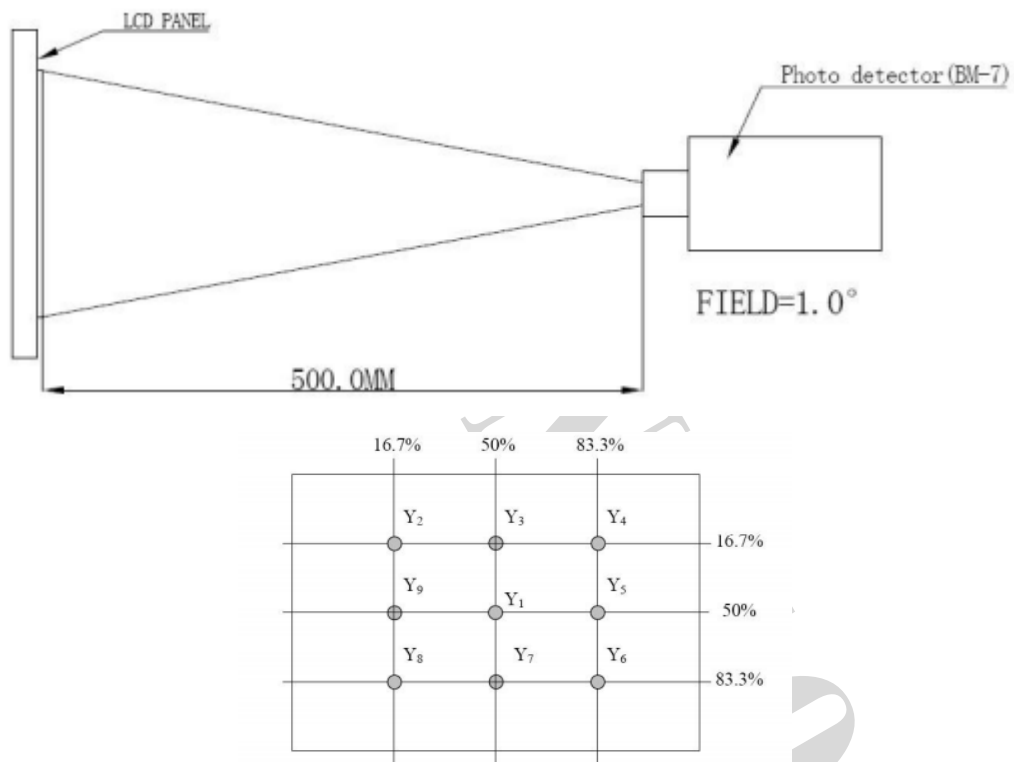 LCD PANEL
Photo detector(BM-7)
FIELD=1.0°
500.0MM
16.7% 50% 83.3%
Y2 Y3 Y4
16.7%
Y9 Y1 Y5
50%
Y8 Y7 Y6
83.3%